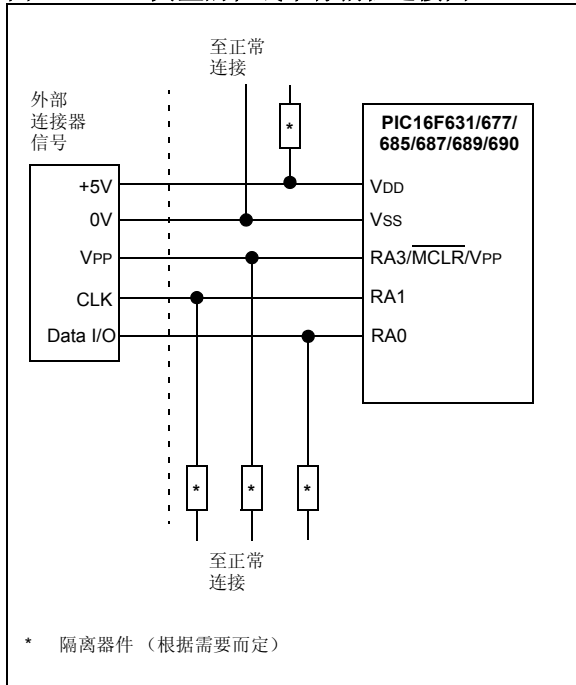 至正常
连接
外部
连接器
信号
*
PIC16F631/677/
685/687/689/690
+5V
VDD
0V
VSS
VPP
RA3/MCLR/VPP
CLK
RA1
Data I/O
RA0
* * *
至正常
连接
* 隔离器件 （根据需要而定）